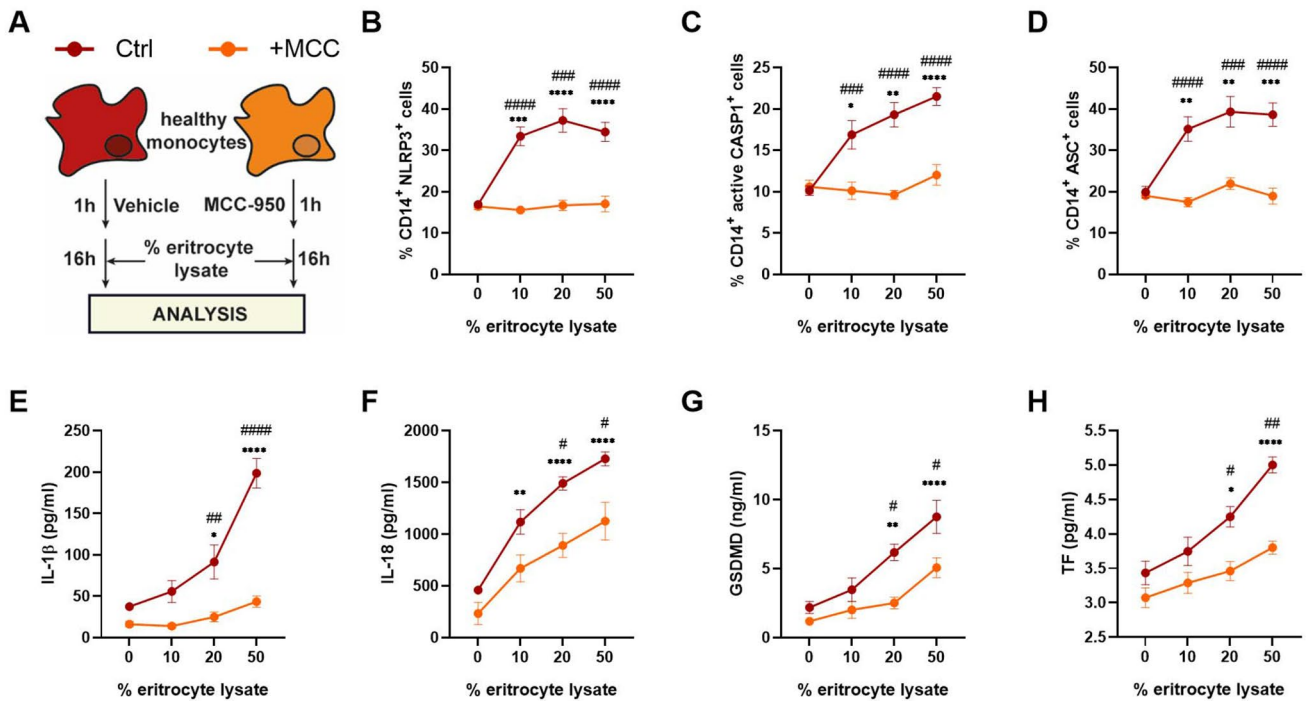 A
Ctrl +MCC
healthy
monocytes
1h Vehicle MCC-950 1h
16h % eritrocyte 16h
lysate
ANALYSIS
B
% CD14+ NLRP3+ cells
50
40
30
20
10
0
####
***
###
****
####
****
0 10 20 50
% eritrocyte lysate
C
% CD14+ active CASP1+ cells
25
20
15
10
5
0
###
*
####
**
####
****
0 10 20 50
% eritrocyte lysate
D
% CD14+ ASC+ cells
50
40
30
20
10
0
####
**
###
**
####
***
0 10 20 50
% eritrocyte lysate
E
IL-1β (pg/ml)
250
200
150
100
50
0
##
*
####
****
0 10 20 50
% eritrocyte lysate
F
IL-18 (pg/ml)
2000
1500
1000
500
0
**
#
****
#
****
0 10 20 50
% eritrocyte lysate
G
GSDMD (ng/ml)
15
10
5
0
#
**
#
****
0 10 20 50
% eritrocyte lysate
H
TF (pg/ml)
5.5
5.0
4.5
4.0
3.5
3.0
2.5
#
*
##
****
0 10 20 50
% eritrocyte lysate